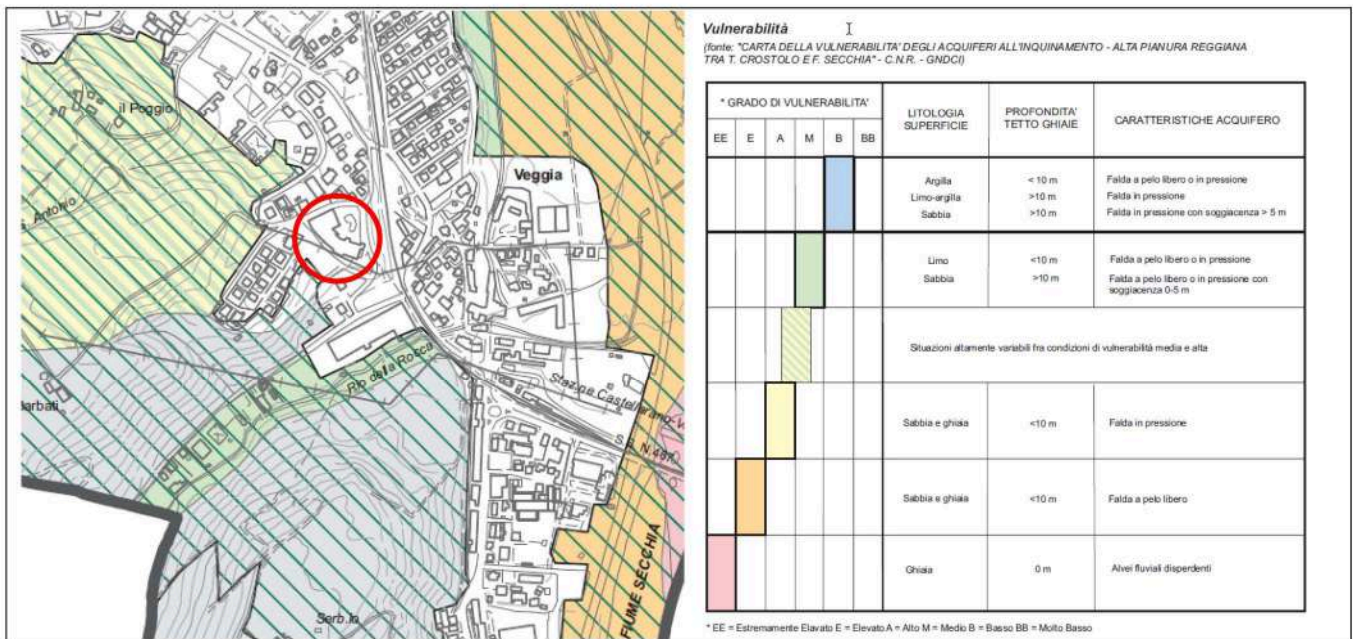 il Poggio
Antonio
Veggia
Rio della Rocca
Stazione Castellarano-V
S.S. N.467
arbati
Serb.io
FIUME SECCHIA
Vulnerabilità
(fonte: "CARTA DELLA VULNERABILITA' DEGLI ACQUIFERI ALL'INQUINAMENTO - ALTA PIANURA REGGIANA
TRA T. CROSTOLO E F. SECCHIA" - C.N.R. - GNDCI)
* GRADO DI VULNERABILITA'
EE E A M B BB
LITOLOGIA
SUPERFICIE
PROFONDITA'
TETTO GHIAIE
CARATTERISTICHE ACQUIFERO
Argilla < 10 m Falda a pelo libero o in pressione
Limo-argilla >10 m Falda in pressione
Sabbia >10 m Falda in pressione con soggiacenza > 5 m
Limo <10 m Falda a pelo libero o in pressione
Sabbia >10 m Falda a pelo libero o in pressione con
soggiacenza 0-5 m
Situazioni altamente variabili fra condizioni di vulnerabilità media e alta
Sabbia e ghiaia <10 m Falda in pressione
Sabbia e ghiaia <10 m Falda a pelo libero
Ghiaia 0 m Alvei fluviali disperdenti
* EE = Estremamente Elavato E = Elevato A = Alto M = Medio B = Basso BB = Molto Basso